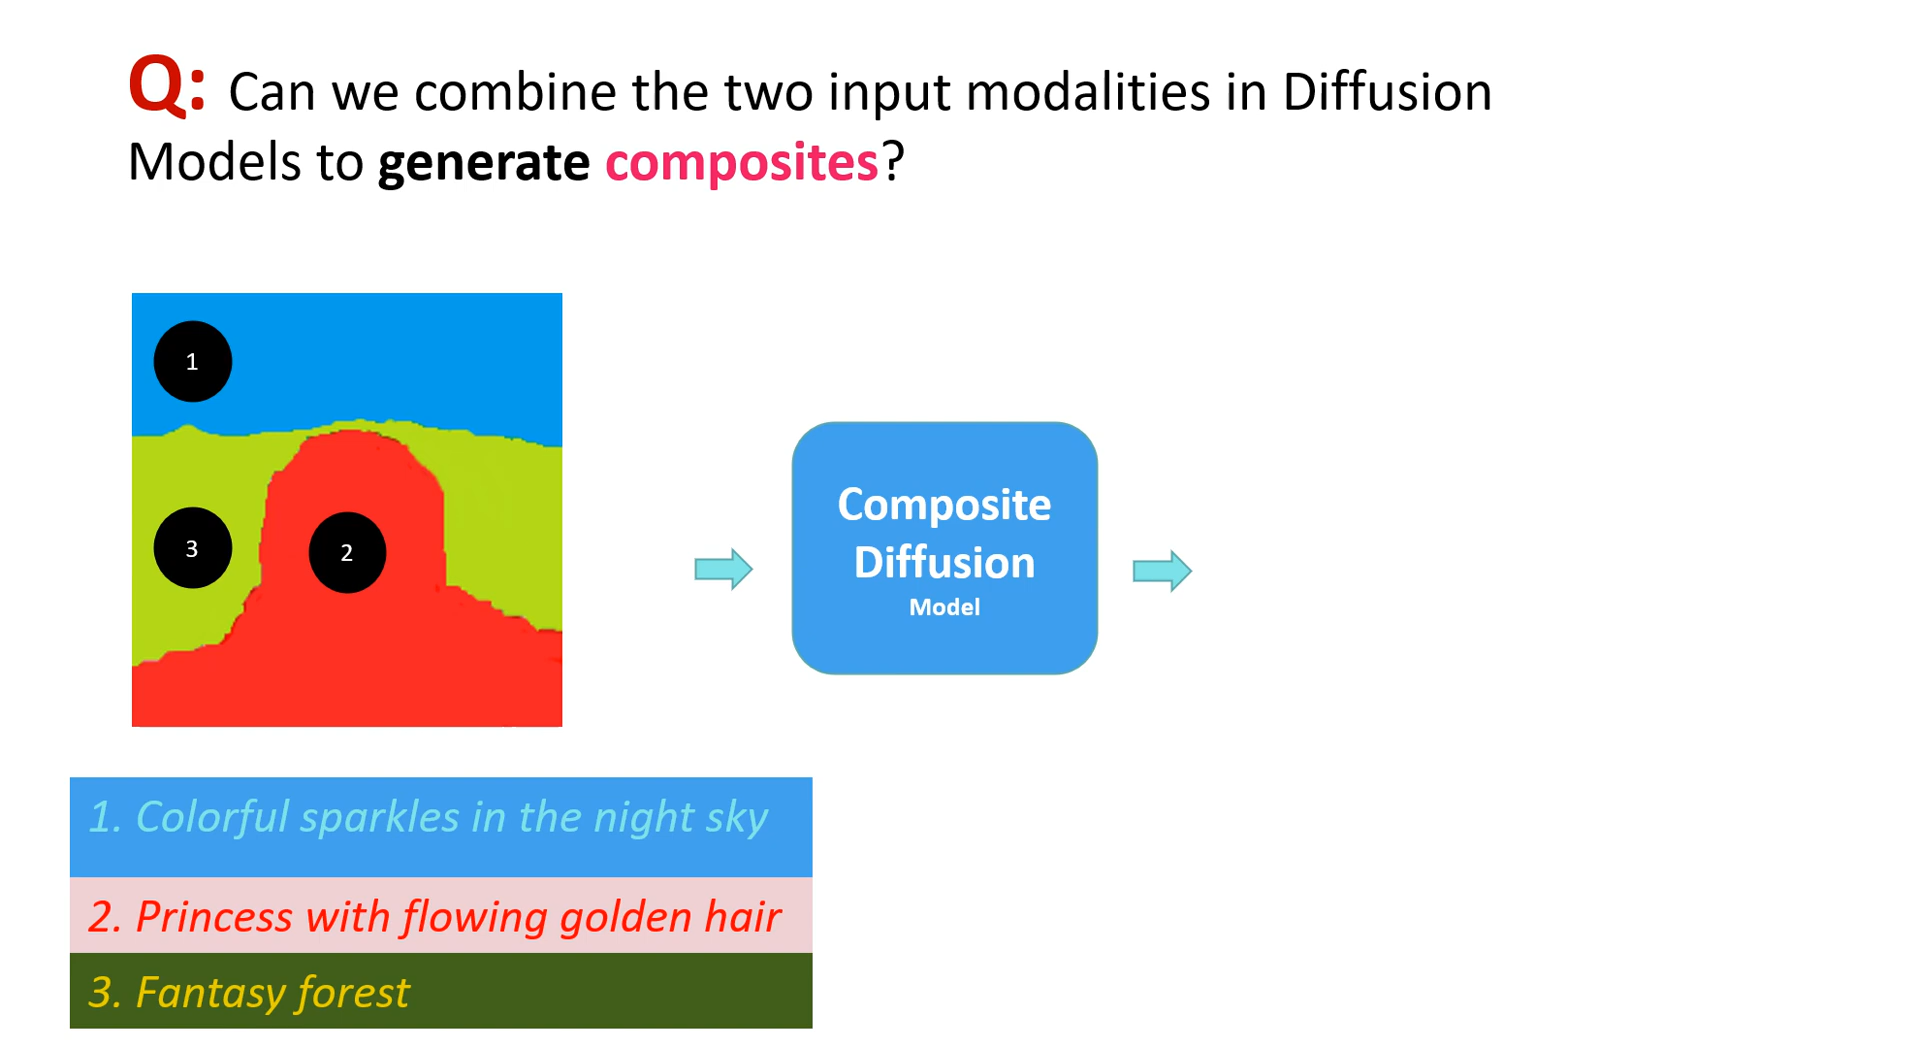 Q: Can we combine the two input modalities in Diffusion
Models to generate composites?
1
3
2
Composite
Diffusion
Model
1. Colorful sparkles in the night sky
2. Princess with flowing golden hair
3. Fantasy forest